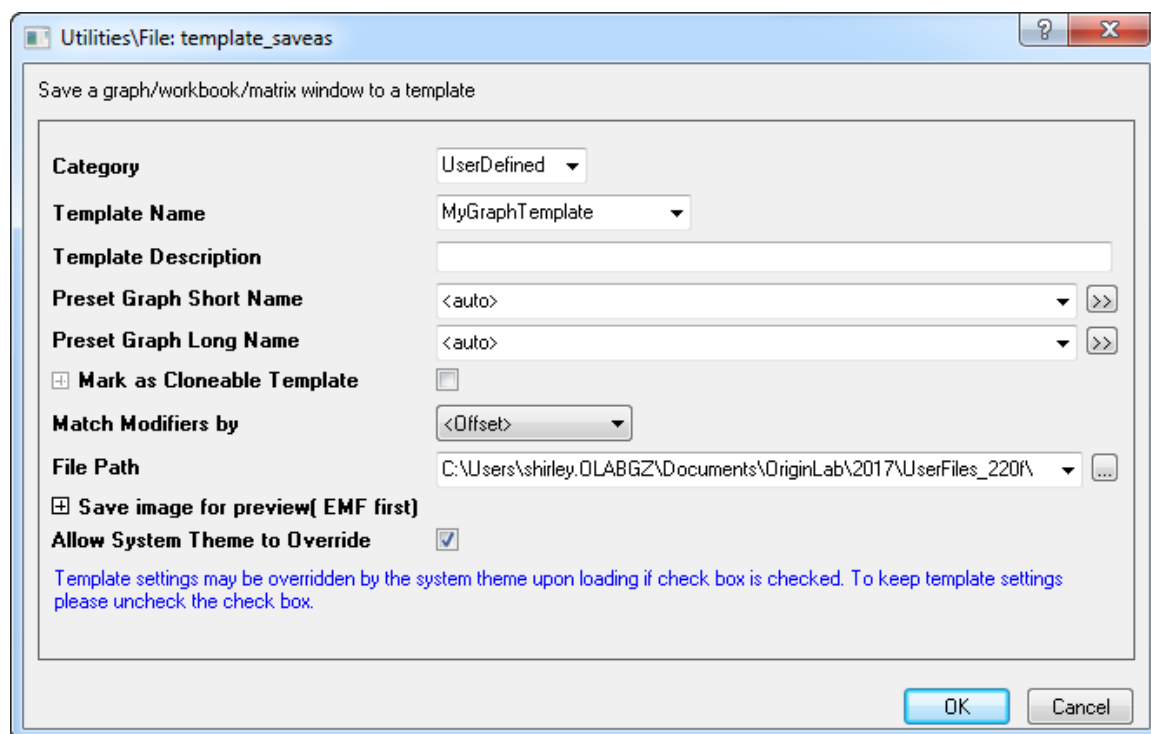 Utilities\File: template_saveas
Save a graph/workbook/matrix window to a template
Category UserDefined
Template Name MyGraphTemplate
Template Description
Preset Graph Short Name <auto> >>
Preset Graph Long Name <auto> >>
Mark as Cloneable Template
Match Modifiers by <Offset>
File Path C:\Users\shirley.OLABGZ\Documents\OriginLab\2017\UserFiles_220f\ ...
Save image for preview( EMF first)
Allow System Theme to Override
Template settings may be overridden by the system theme upon loading if check box is checked. To keep template settings
please uncheck the check box.
OK Cancel